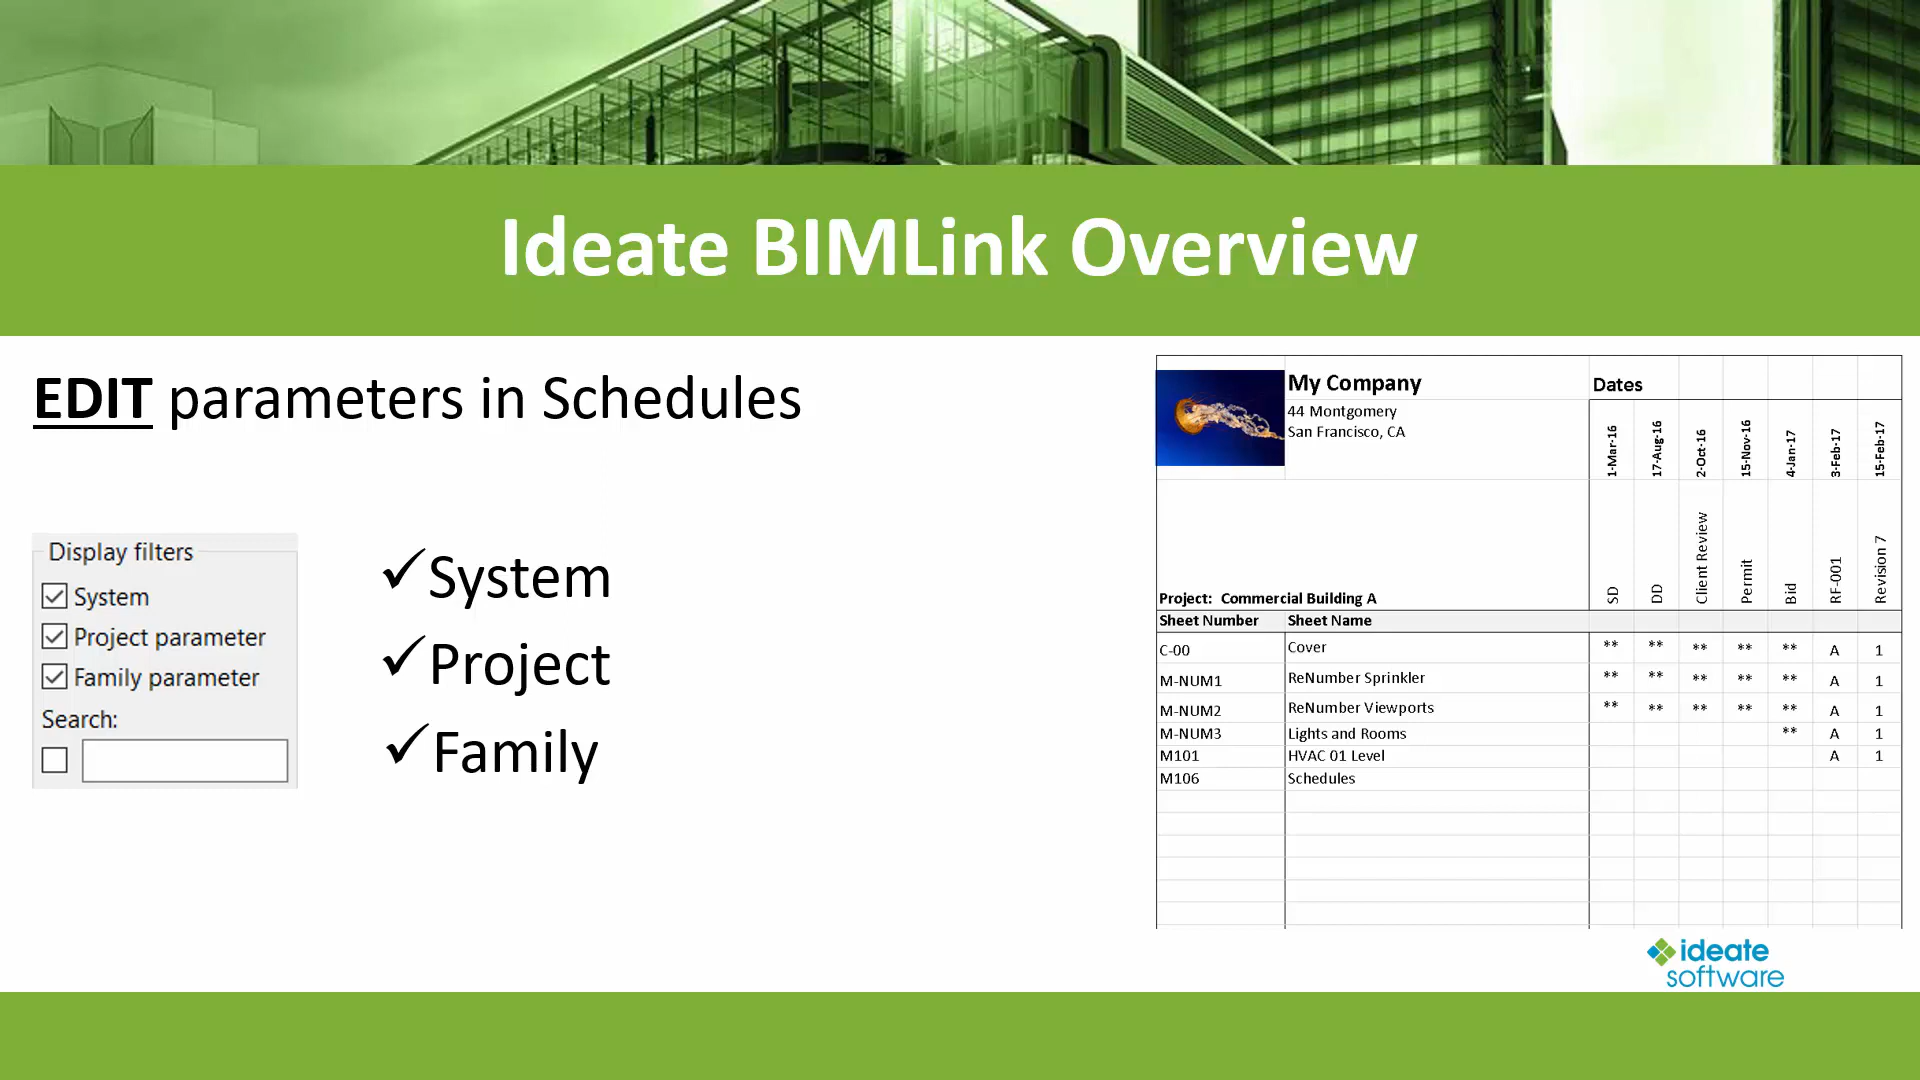 Ideate BIMLink Overview
EDIT parameters in Schedules
Display filters
System
Project parameter
Family parameter
Search:
✓System
✓Project
✓Family
My Company
44 Montgomery
San Francisco, CA
Dates
1-Mar-16 17-Aug-16 2-Oct-16 15-Nov-16 4-Jan-17 3-Feb-17 15-Feb-17
Project: Commercial Building A
SD DD Client Review Permit Bid RF-001 Revision 7
Sheet Number Sheet Name
C-00 Cover ** ** ** ** ** A 1
M-NUM1 ReNumber Sprinkler ** ** ** ** ** A 1
M-NUM2 ReNumber Viewports ** ** ** ** ** A 1
M-NUM3 Lights and Rooms ** A 1
M101 HVAC 01 Level A 1
M106 Schedules
ideate
software